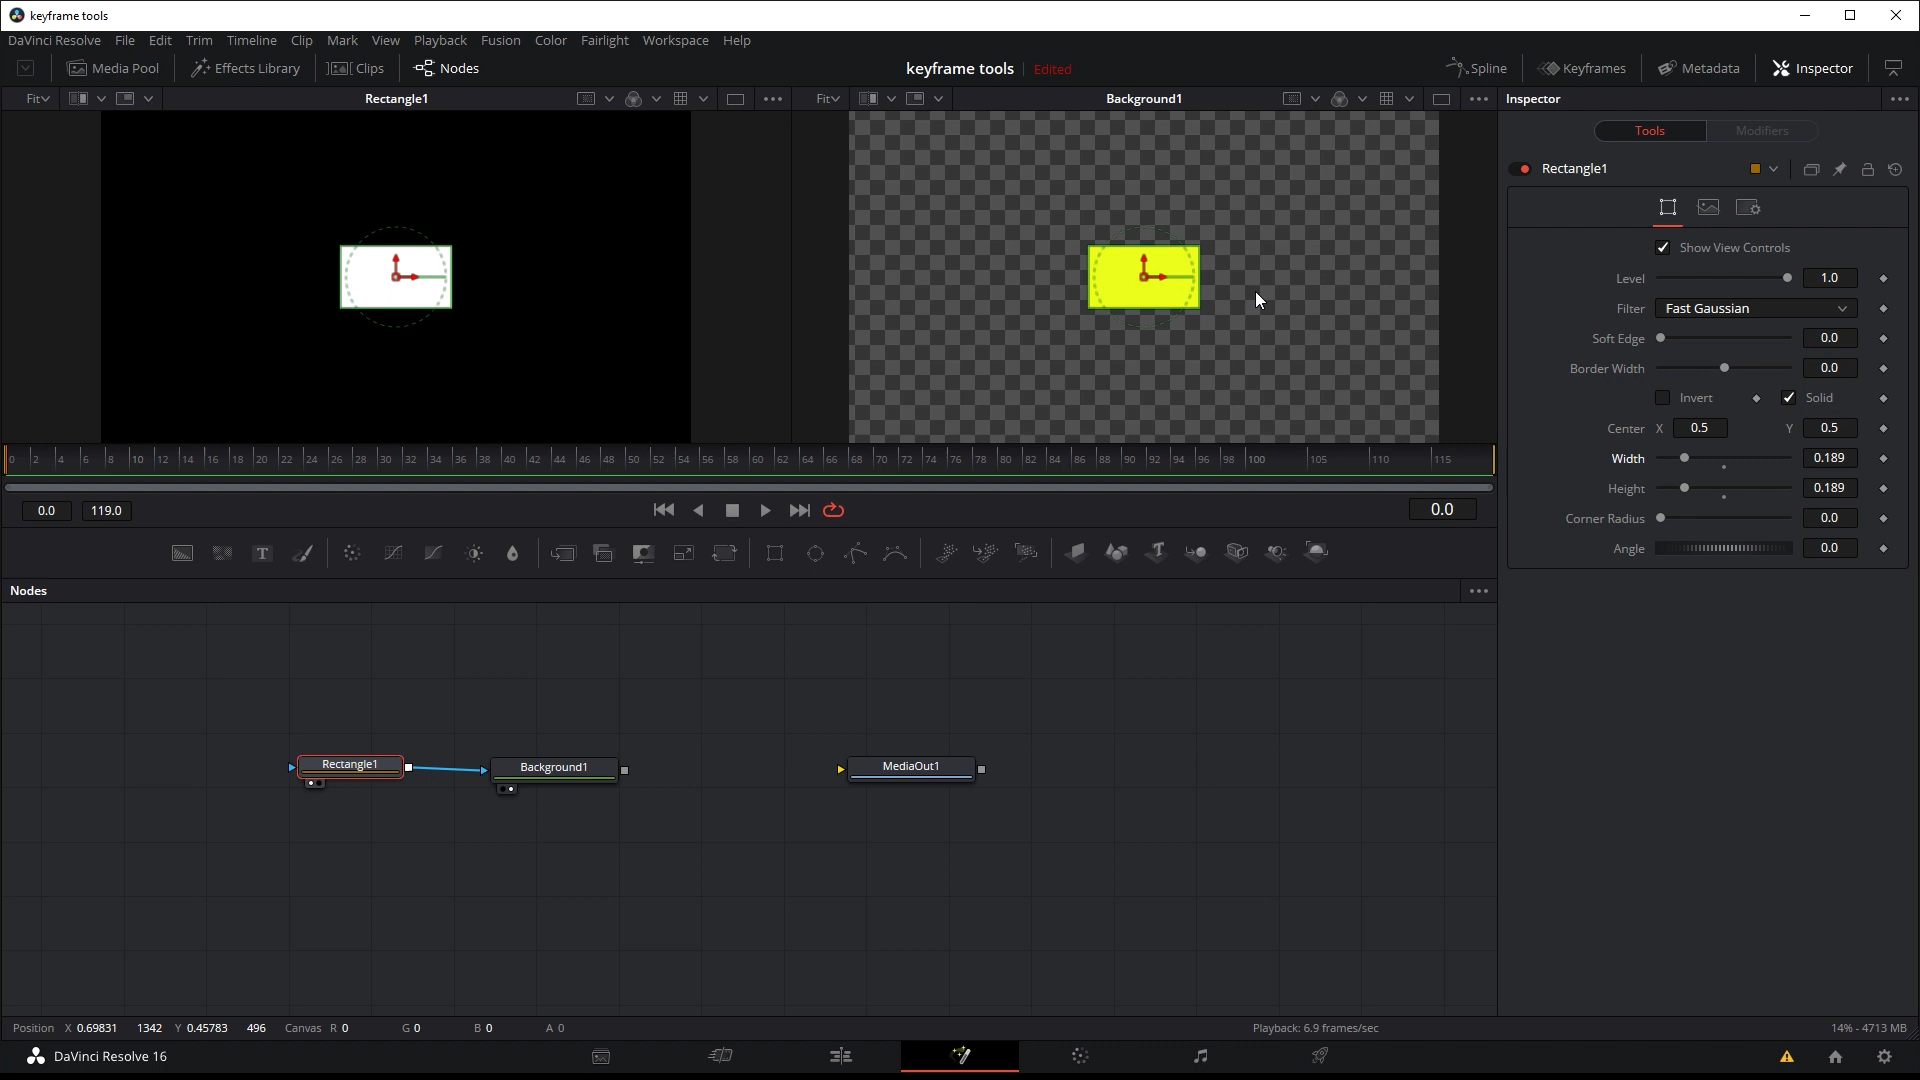 keyframe tools
DaVinci Resolve File Edit Trim Timeline Clip Mark View Playback Fusion Color Fairlight Workspace Help
Media Pool Effects Library Clips Nodes keyframe tools Edited Spline Keyframes Metadata Inspector
Fit Rectangle1 Fit Background1 Inspector
Tools Modifiers
Rectangle1
Show View Controls
Level 1.0
Filter Fast Gaussian
Soft Edge 0.0
Border Width 0.0
Invert Solid
Center X 0.5 Y 0.5
Width 0.189
Height 0.189
Corner Radius 0.0
Angle 0.0
0 2 4 6 8 10 12 14 16 18 20 22 24 26 28 30 32 34 36 38 40 42 44 46 48 50 52 54 56 58 60 62 64 66 68 70 72 74 76 78 80 82 84 86 88 90 92 94 96 98 100 105 110 115
0.0 119.0 0.0
T
Nodes
Rectangle1 Background1 MediaOut1
Position X 0.69831 1342 Y 0.45783 496 Canvas R 0 G 0 B 0 A 0 Playback: 6.9 frames/sec 14% - 4713 MB
DaVinci Resolve 16